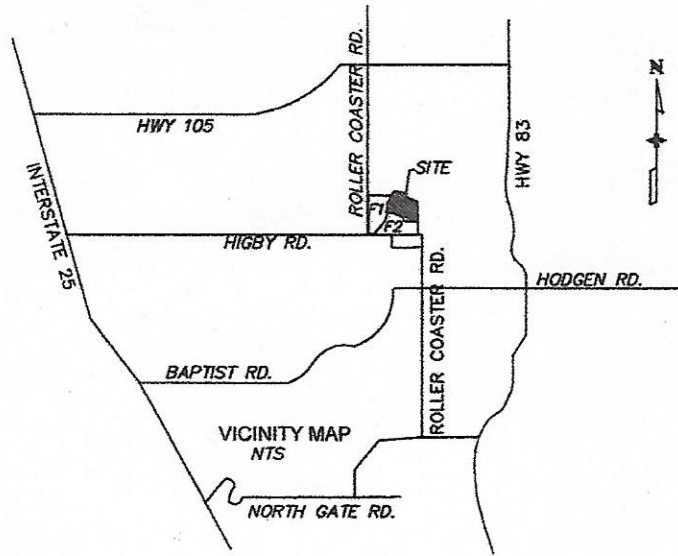 ROLLER COASTER RD.
N
HWY 105
HWY 83
SITE
F1
F2
INTERSTATE 25
HIGBY RD.
ROLLER COASTER RD.
HODGEN RD.
BAPTIST RD.
VICINITY MAP
NTS
NORTH GATE RD.